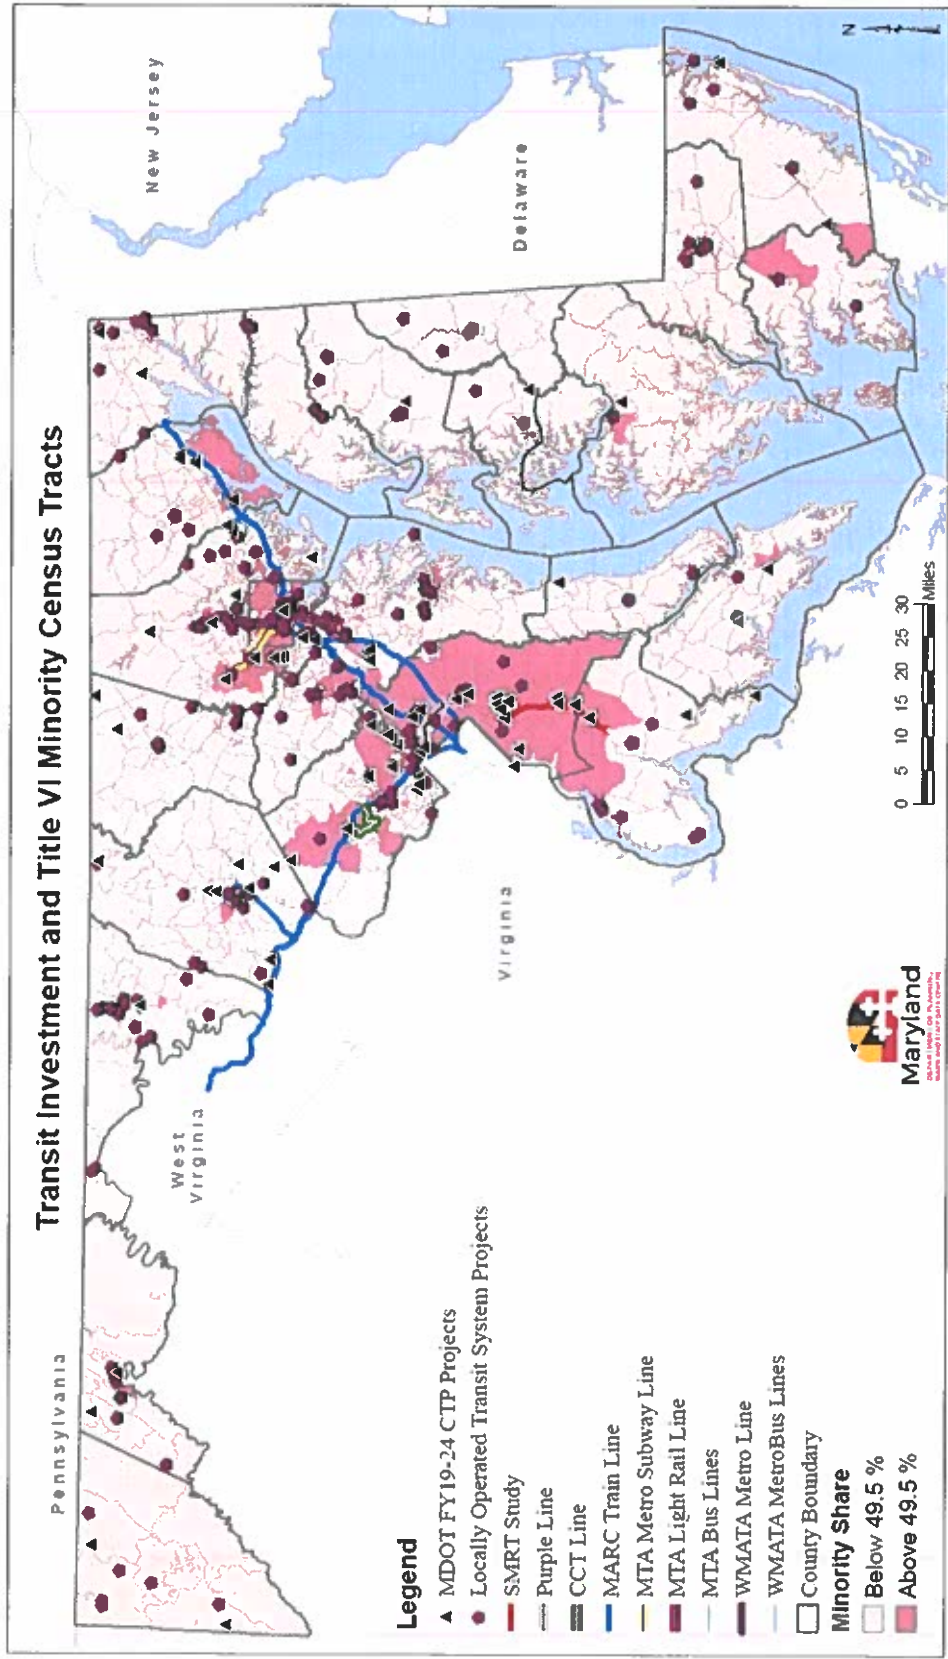 Transit Investment and Title VI Minority Census Tracts
Pennsylvania
New Jersey
West
Virginia
Delaware
Virginia
N
Legend
MDOT FY19-24 CTP Projects
Locally Operated Transit System Projects
SMRT Study
Purple Line
CCT Line
MARC Train Line
MTA Metro Subway Line
MTA Light Rail Line
MTA Bus Lines
WMATA Metro Line
WMATA MetroBus Lines
County Boundary
Minority Share
Below 49.5 %
Above 49.5 %
Maryland
DEPARTMENT OF PLANNING
0 5 10 15 20 25 30
Miles